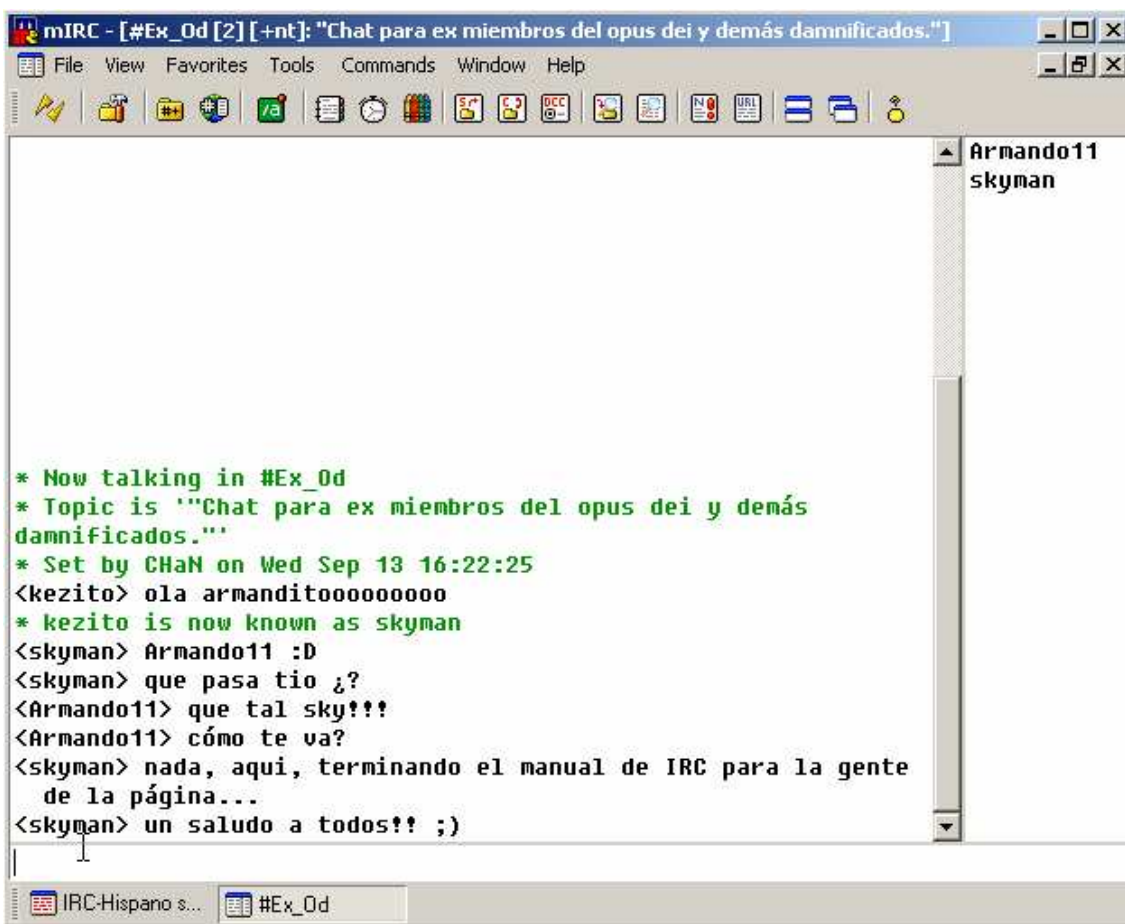 mIRC - [#Ex_Od [2] [+nt]: "Chat para ex miembros del opus dei y demás damnificados."]
File View Favorites Tools Commands Window Help
Armando11
skyman
* Now talking in #Ex_Od
* Topic is '"Chat para ex miembros del opus dei y demás
damnificados."'
* Set by CHaN on Wed Sep 13 16:22:25
<kezito> ola armanditooooooooo
* kezito is now known as skyman
<skyman> Armando11 :D
<skyman> que pasa tio ¿?
<Armando11> que tal sky!!!
<Armando11> cómo te va?
<skyman> nada, aqui, terminando el manual de IRC para la gente
de la página...
<skyman> un saludo a todos!! ;)
IRC-Hispano s... #Ex_Od